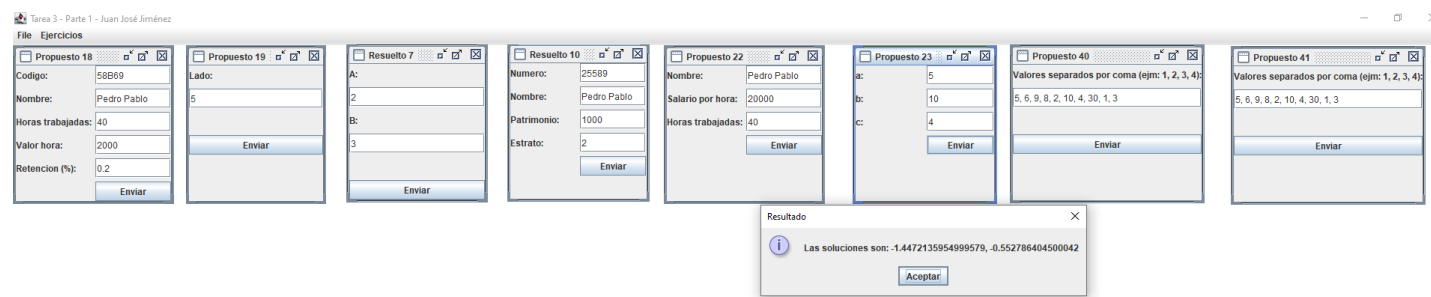 Tarea 3 - Parte 1 - Juan José Jiménez
File Ejercicios
Propuesto 18
Codigo: 58B69
Nombre: Pedro Pablo
Horas trabajadas: 40
Valor hora: 2000
Retencion (%): 0.2
Enviar
Propuesto 19
Lado:
5
Enviar
Resuelto 7
A:
2
B:
3
Enviar
Resuelto 10
Numero: 25589
Nombre: Pedro Pablo
Patrimonio: 1000
Estrato: 2
Enviar
Propuesto 22
Nombre: Pedro Pablo
Salario por hora: 20000
Horas trabajadas: 40
Enviar
Propuesto 23
a: 5
b: 10
c: 4
Enviar
Propuesto 40
Valores separados por coma (ejm: 1, 2, 3, 4):
5, 6, 9, 8, 2, 10, 4, 30, 1, 3
Enviar
Propuesto 41
Valores separados por coma (ejm: 1, 2, 3, 4):
5, 6, 9, 8, 2, 10, 4, 30, 1, 3
Enviar
Resultado
Las soluciones son: -1.4472135954999579, -0.552786404500042
Aceptar